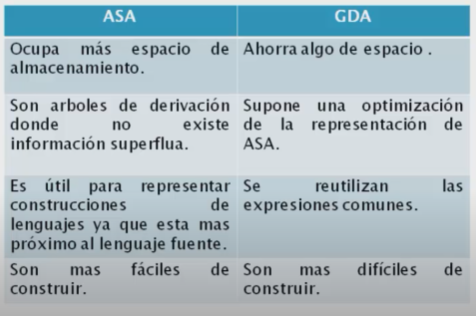 ASA
GDA
Ocupa más espacio de
almacenamiento.
Ahorra algo de espacio .
Son arboles de derivación
donde no existe
información superflua.
Supone una optimización
de la representación de
ASA.
Es útil para representar
construcciones de
lenguajes ya que esta mas
próximo al lenguaje fuente.
Se reutilizan las
expresiones comunes.
Son mas fáciles de
construir.
Son mas difíciles de
construir.